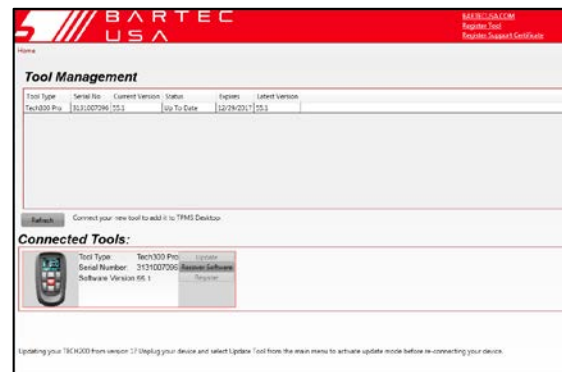 BARTEC
USA
BARTECUSA.COM
Register Tool
Register Support Certificate
Home
Tool Management
Tool Type Serial No Current Version Status Expires Latest Version
Tech300 Pro 3131007096 55.1 Up To Date 12/29/2017 55.1
Refresh Connect your new tool to add it to TPMS Desktop
Connected Tools:
Tool Type: Tech300 Pro Update
Serial Number: 3131007096 Recover Software
Software Version: 55.1 Register
Updating your TECH200 from version 1? Unplug your device and select Update Tool from the main menu to activate update mode before re-connecting your device.